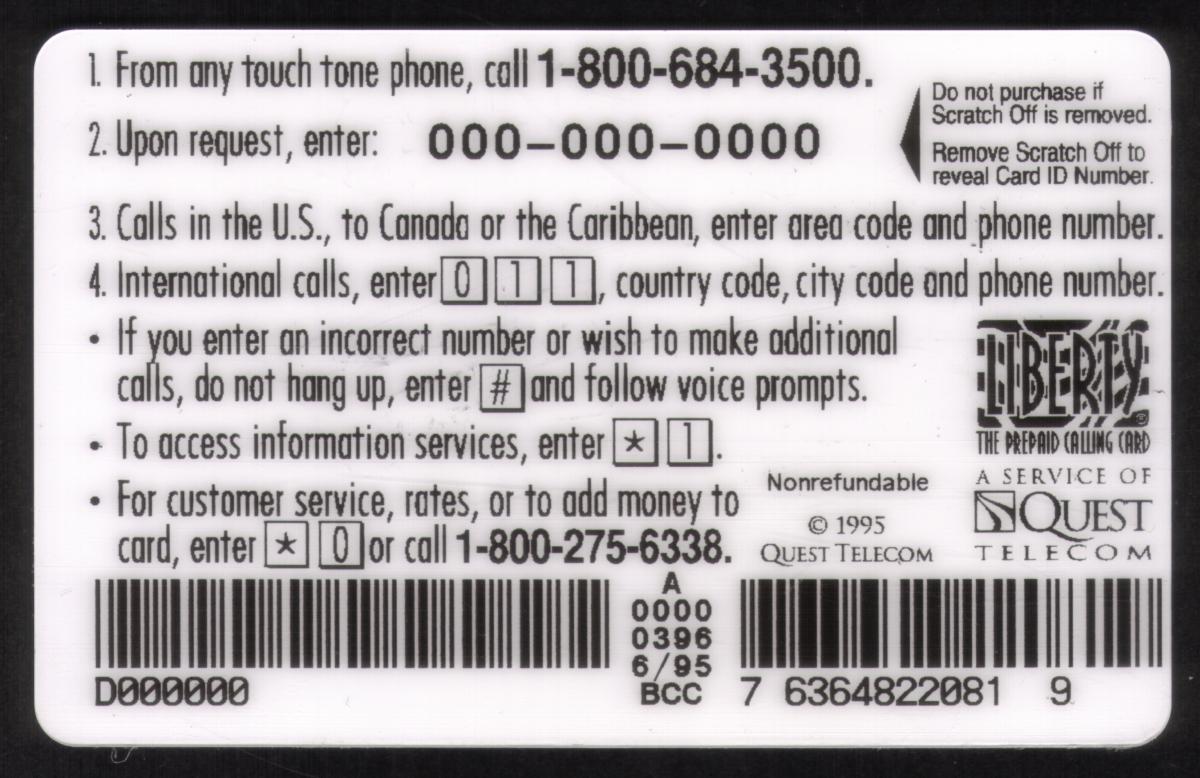 1. From any touch tone phone, call 1-800-684-3500.
2. Upon request, enter: 000-000-0000
Do not purchase if
Scratch Off is removed.
Remove Scratch Off to
reveal Card ID Number.
3. Calls in the U.S., to Canada or the Caribbean, enter area code and phone number.
4. International calls, enter 0 1 1, country code, city code and phone number.
• If you enter an incorrect number or wish to make additional
calls, do not hang up, enter # and follow voice prompts.
• To access information services, enter * 1.
• For customer service, rates, or to add money to
card, enter * 0 or call 1-800-275-6338.
Nonrefundable
© 1995
QUEST TELECOM
LIBERTY®
THE PREPAID CALLING CARD
A SERVICE OF
QUEST
TELECOM
D000000
A
0000
0396
6/95
BCC
7 6364822081 9